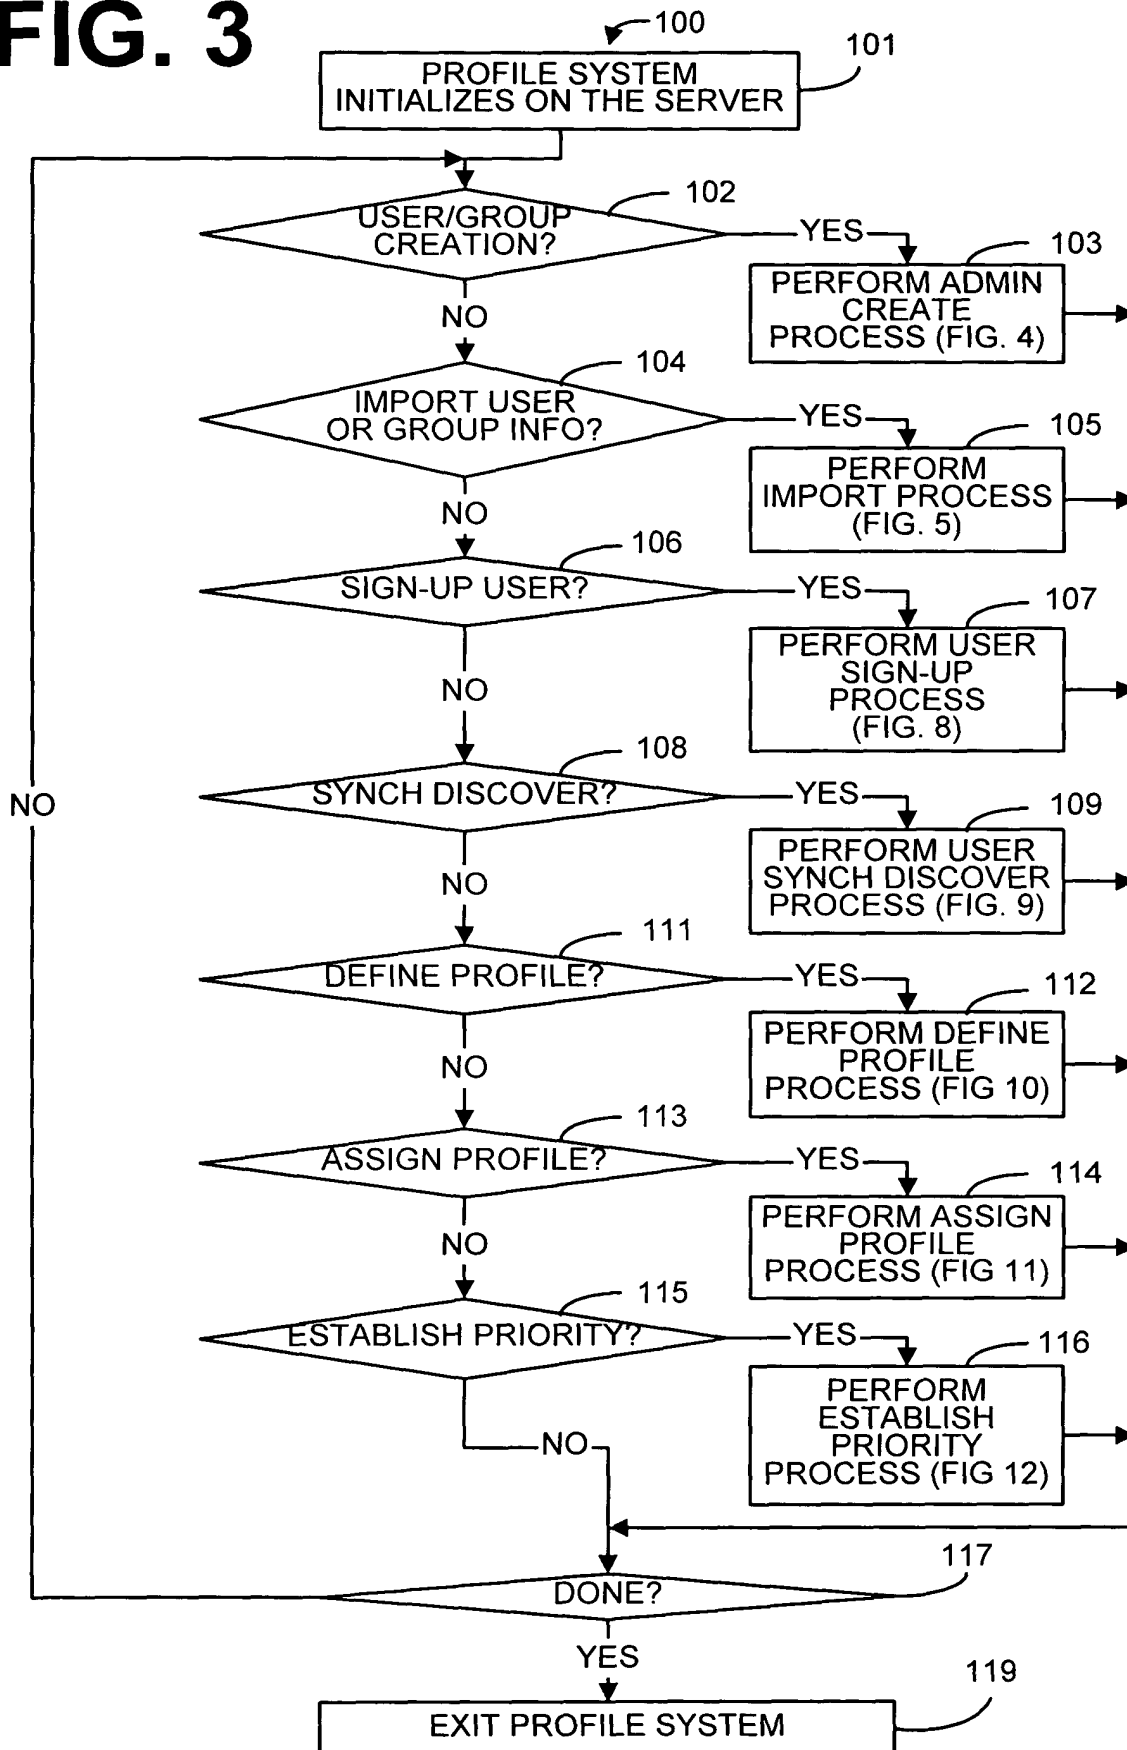 FIG. 3
100
101
PROFILE SYSTEM
INITIALIZES ON THE SERVER
102
USER/GROUP
CREATION?
YES
103
PERFORM ADMIN
CREATE
PROCESS (FIG. 4)
NO
104
IMPORT USER
OR GROUP INFO?
YES
105
PERFORM
IMPORT PROCESS
(FIG. 5)
NO
106
SIGN-UP USER?
YES
107
PERFORM USER
SIGN-UP
PROCESS
(FIG. 8)
NO
108
SYNCH DISCOVER?
YES
109
PERFORM USER
SYNCH DISCOVER
PROCESS (FIG. 9)
NO
NO
111
DEFINE PROFILE?
YES
112
PERFORM DEFINE
PROFILE
PROCESS (FIG 10)
NO
113
ASSIGN PROFILE?
YES
114
PERFORM ASSIGN
PROFILE
PROCESS (FIG 11)
NO
115
ESTABLISH PRIORITY?
YES
116
PERFORM
ESTABLISH
PRIORITY
PROCESS (FIG 12)
NO
117
DONE?
YES
119
EXIT PROFILE SYSTEM